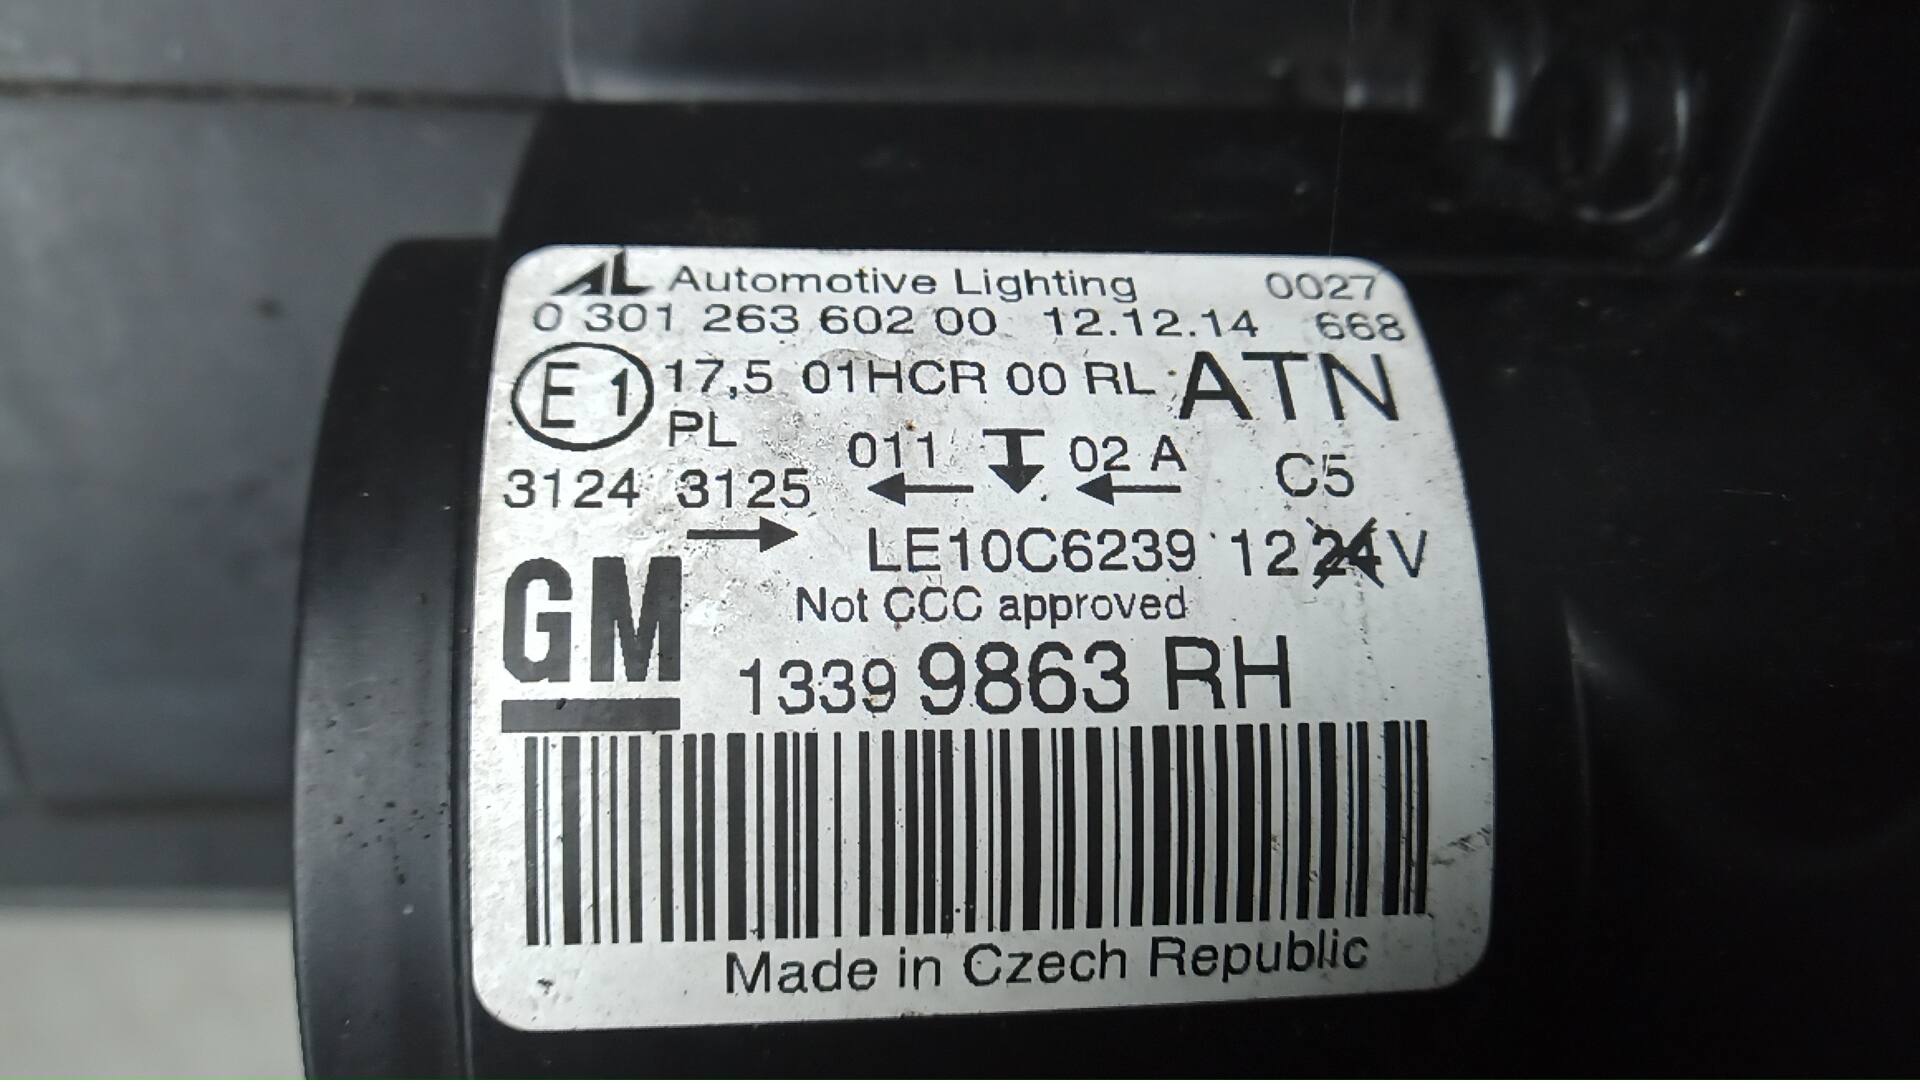 AL Automotive Lighting 0027
0 301 263 602 00 12.12.14 668
E1 17,5 01HCR 00 RL ATN
PL
011 02 A C5
3124 3125
LE10C6239 12 24 V
Not CCC approved
GM
1339 9863 RH
Made in Czech Republic